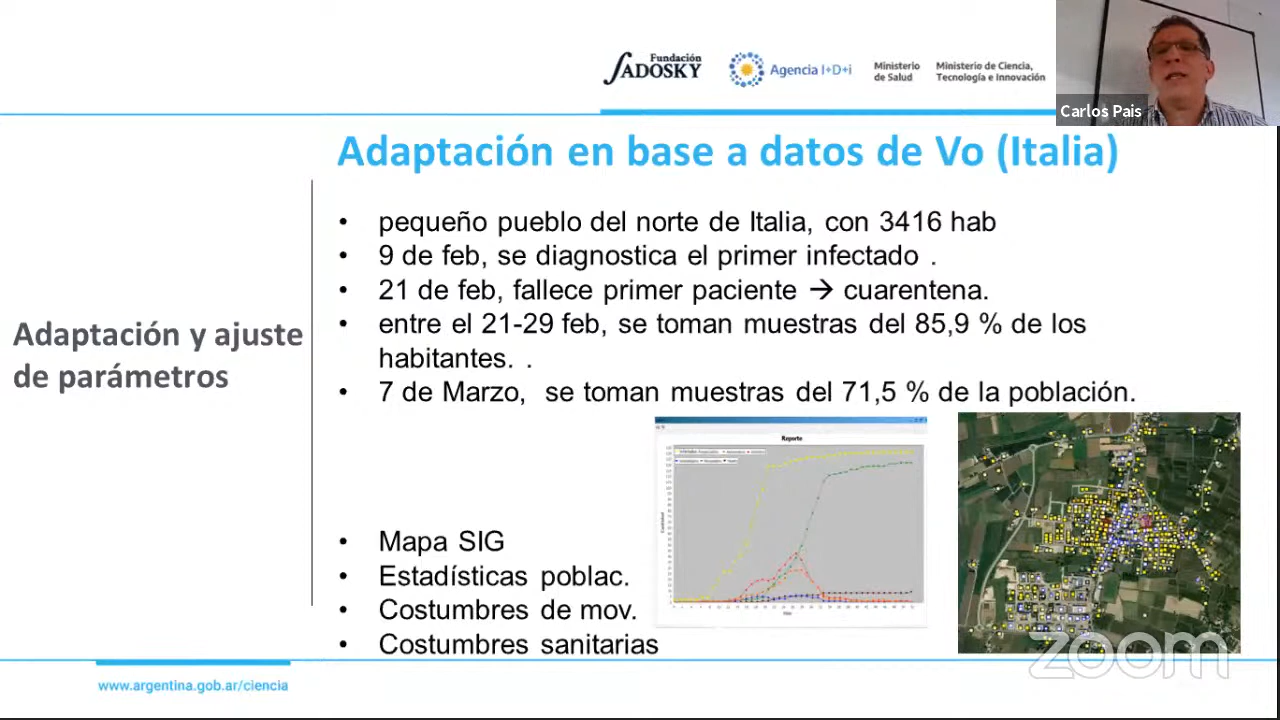 Fundación
SADOSKY
Agencia I+D+i
Ministerio
de Salud
Ministerio de Ciencia,
Tecnología e Innovación
Carlos Pais
Adaptación en base a datos de Vo (Italia)
• pequeño pueblo del norte de Italia, con 3416 hab
• 9 de feb, se diagnostica el primer infectado .
• 21 de feb, fallece primer paciente → cuarentena.
• entre el 21-29 feb, se toman muestras del 85,9 % de los
habitantes. .
• 7 de Marzo, se toman muestras del 71,5 % de la población.
Adaptación y ajuste
de parámetros
Reporte
• Mapa SIG
• Estadísticas poblac.
• Costumbres de mov.
• Costumbres sanitarias
zoom
www.argentina.gob.ar/ciencia